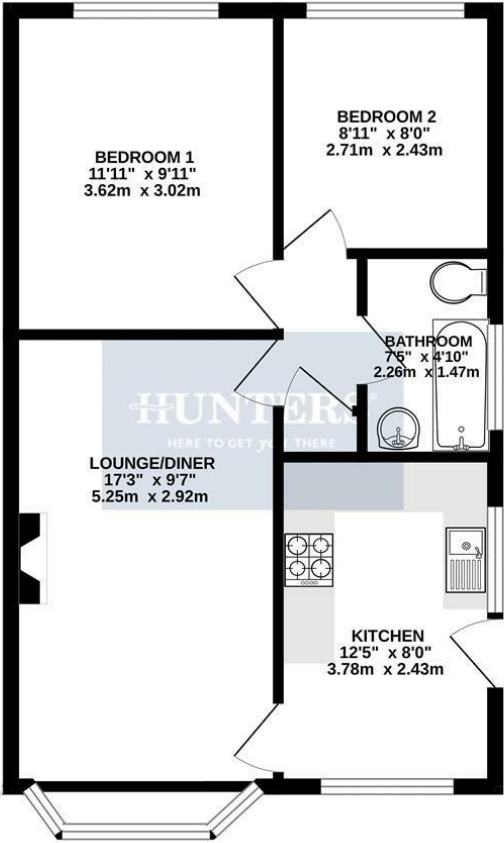 BEDROOM 1
11'11" x 9'11"
3.62m x 3.02m
BEDROOM 2
8'11" x 8'0"
2.71m x 2.43m
BATHROOM
7'5" x 4'10"
2.26m x 1.47m
HUNTERS
HERE TO GET you THERE
LOUNGE/DINER
17'3" x 9'7"
5.25m x 2.92m
KITCHEN
12'5" x 8'0"
3.78m x 2.43m